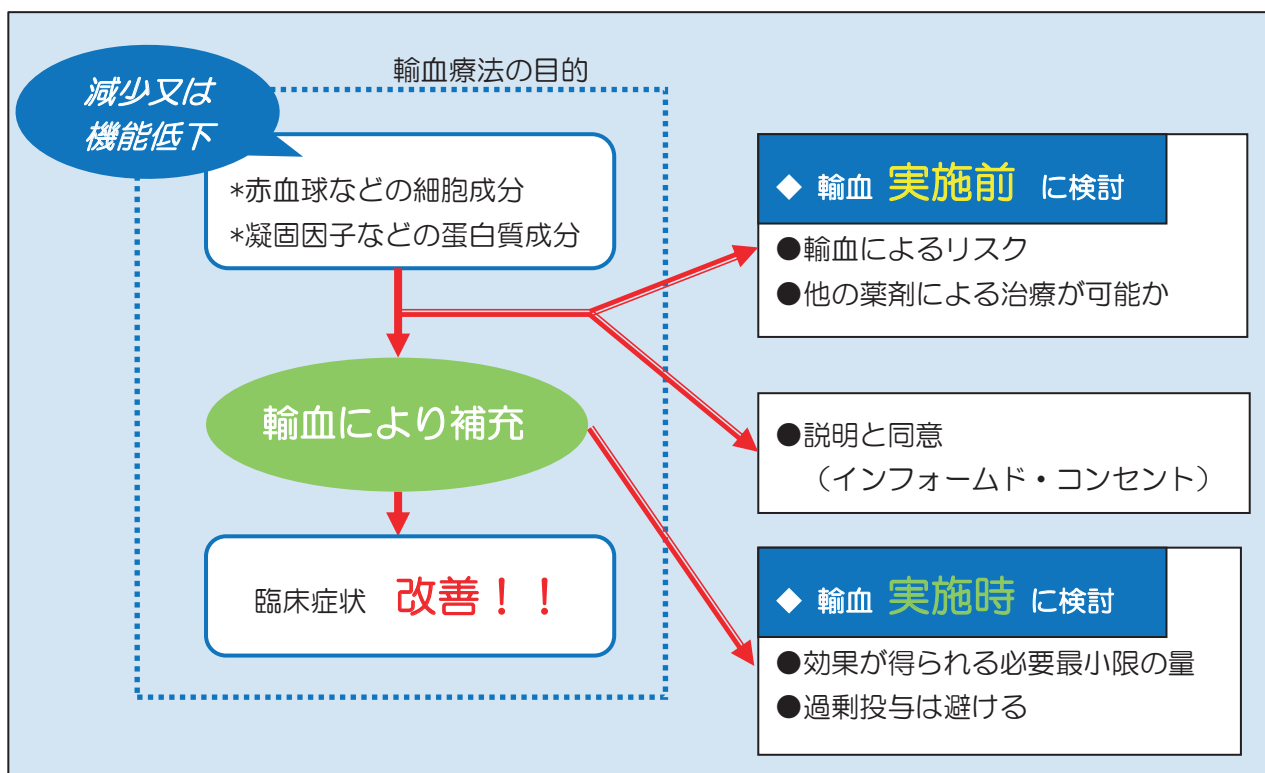 輸血療法の目的
減少又は
機能低下
*赤血球などの細胞成分
*凝固因子などの蛋白質成分
輸血により補充
臨床症状 改善！！
◆ 輸血 実施前 に検討
●輸血によるリスク
●他の薬剤による治療が可能か
●説明と同意
（インフォームド・コンセント）
◆ 輸血 実施時 に検討
●効果が得られる必要最小限の量
●過剰投与は避ける